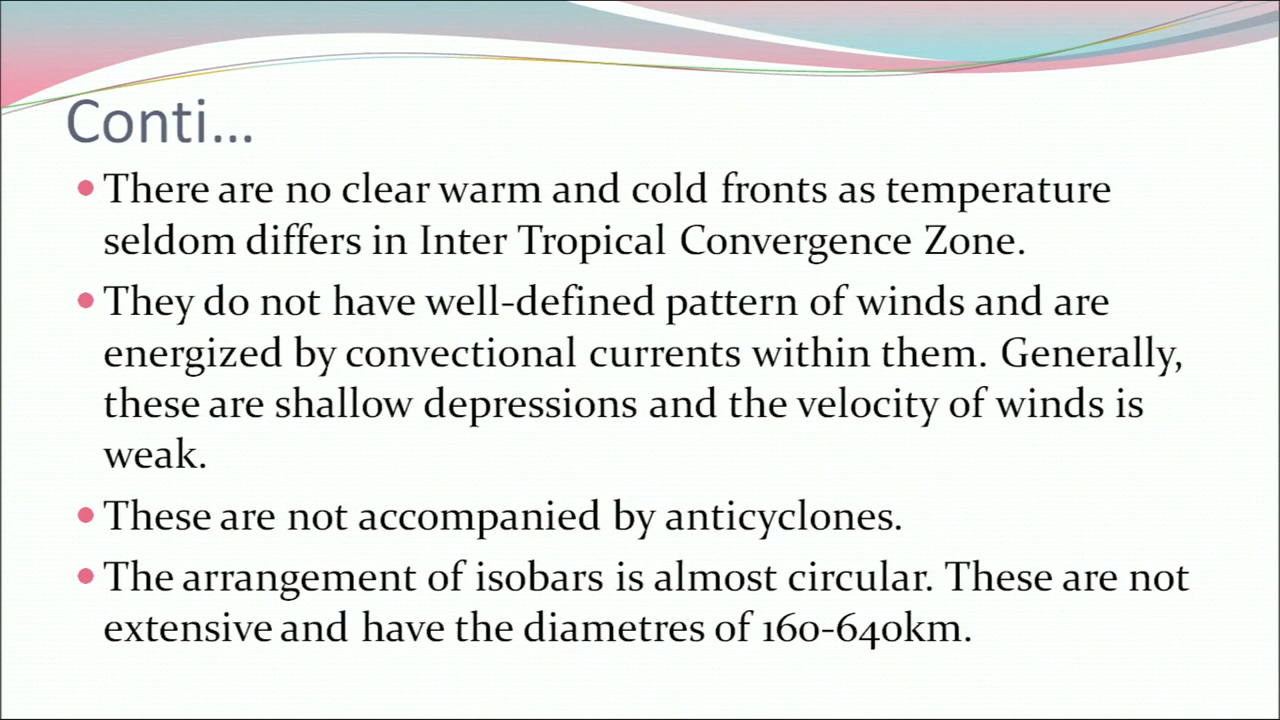 Conti...
• There are no clear warm and cold fronts as temperature
seldom differs in Inter Tropical Convergence Zone.
• They do not have well-defined pattern of winds and are
energized by convectional currents within them. Generally,
these are shallow depressions and the velocity of winds is
weak.
• These are not accompanied by anticyclones.
• The arrangement of isobars is almost circular. These are not
extensive and have the diametres of 160-640km.